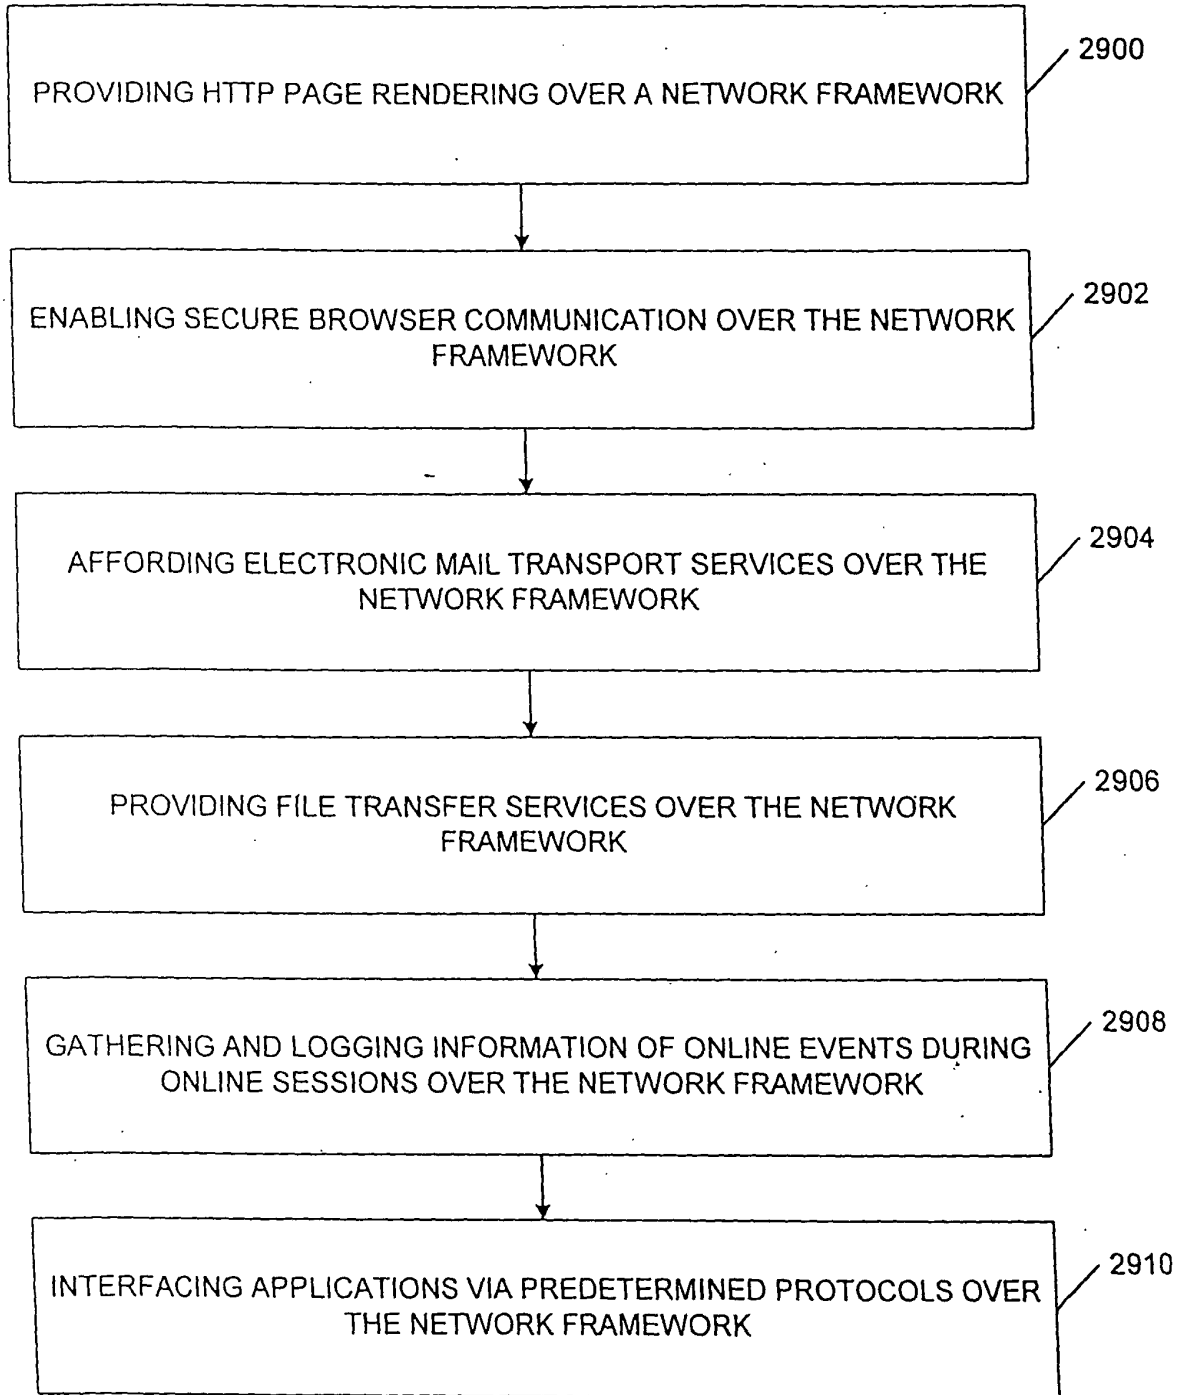 PROVIDING HTTP PAGE RENDERING OVER A NETWORK FRAMEWORK
2900
ENABLING SECURE BROWSER COMMUNICATION OVER THE NETWORK
FRAMEWORK
2902
AFFORDING ELECTRONIC MAIL TRANSPORT SERVICES OVER THE
NETWORK FRAMEWORK
2904
PROVIDING FILE TRANSFER SERVICES OVER THE NETWORK
FRAMEWORK
2906
GATHERING AND LOGGING INFORMATION OF ONLINE EVENTS DURING
ONLINE SESSIONS OVER THE NETWORK FRAMEWORK
2908
INTERFACING APPLICATIONS VIA PREDETERMINED PROTOCOLS OVER
THE NETWORK FRAMEWORK
2910